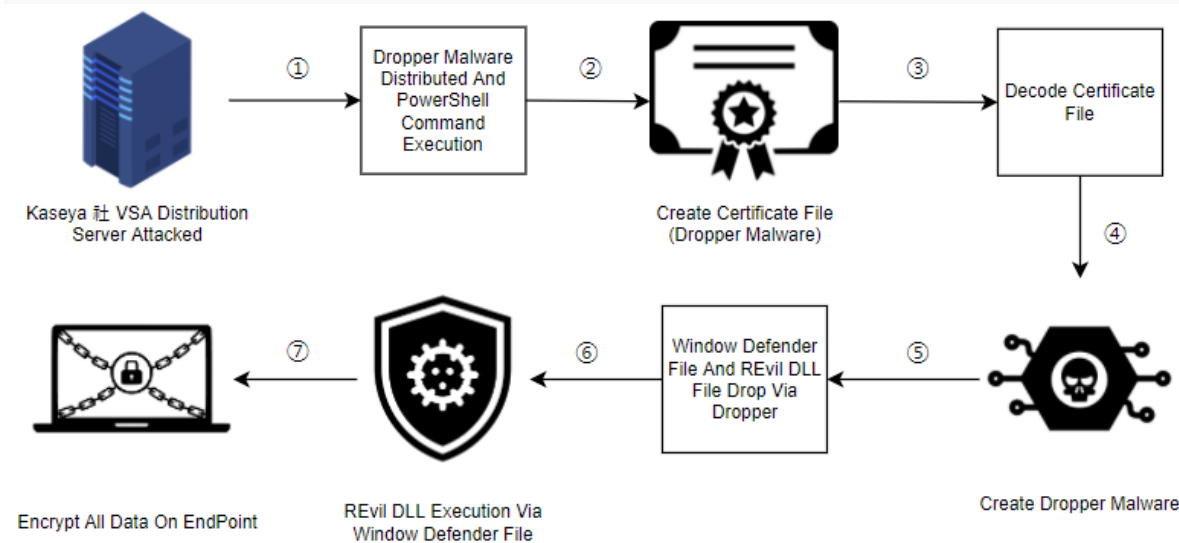 ①
Dropper Malware
Distributed And
PowerShell
Command
Execution
②
③
Decode Certificate
File
Kaseya 社 VSA Distribution
Server Attacked
Create Certificate File
(Dropper Malware)
④
⑦
⑥
Window Defender
File And REvil DLL
File Drop Via
Dropper
⑤
Encrypt All Data On EndPoint
REvil DLL Execution Via
Window Defender File
Create Dropper Malware